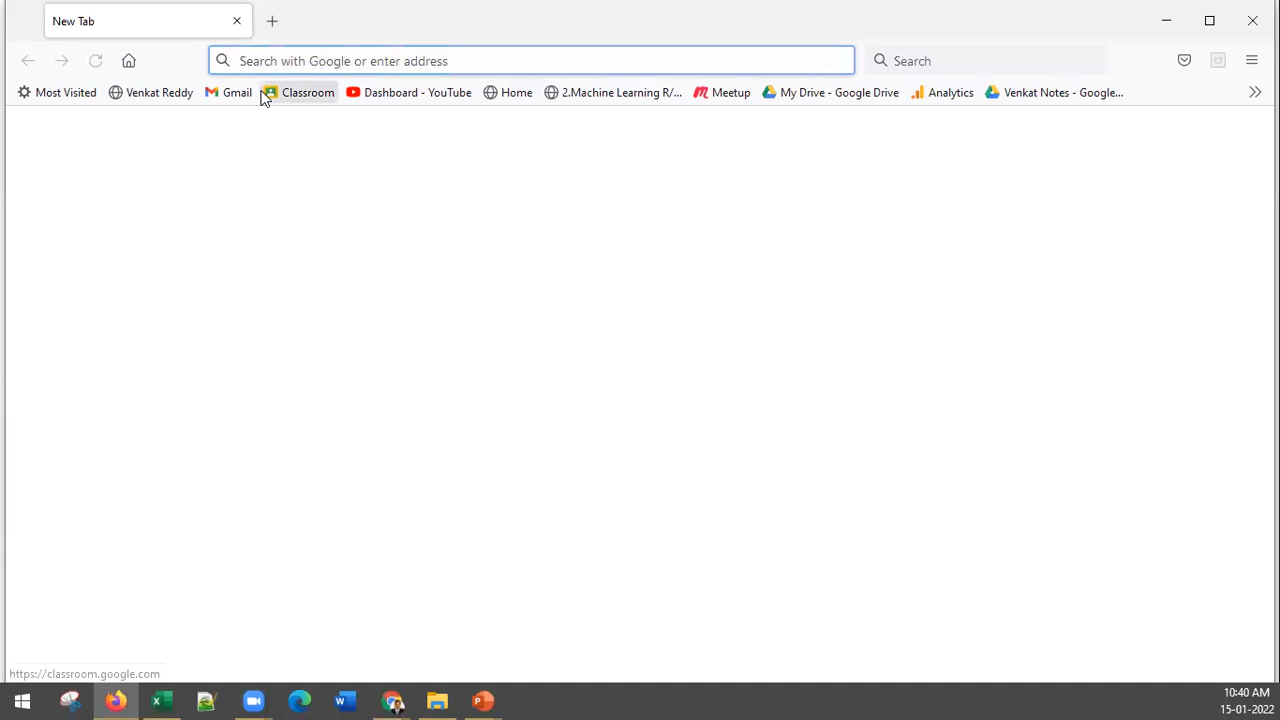 New Tab
Search with Google or enter address
Search
Most Visited Venkat Reddy Gmail Classroom Dashboard - YouTube Home 2.Machine Learning R/... Meetup My Drive - Google Drive Analytics Venkat Notes - Google...
https://classroom.google.com
10:40 AM
15-01-2022